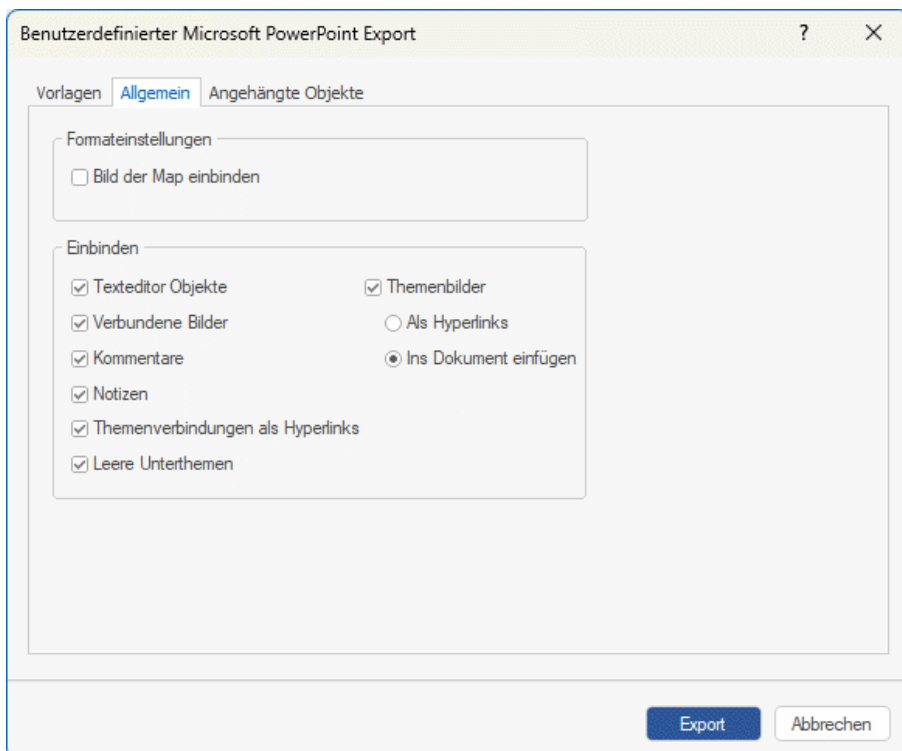 Benutzerdefinierter Microsoft PowerPoint Export ?
Vorlagen Allgemein Angehängte Objekte
Formateinstellungen
Bild der Map einbinden
Einbinden
Texteditor Objekte Themenbilder
Verbundene Bilder Als Hyperlinks
Kommentare Ins Dokument einfügen
Notizen
Themenverbindungen als Hyperlinks
Leere Unterthemen
Export Abbrechen